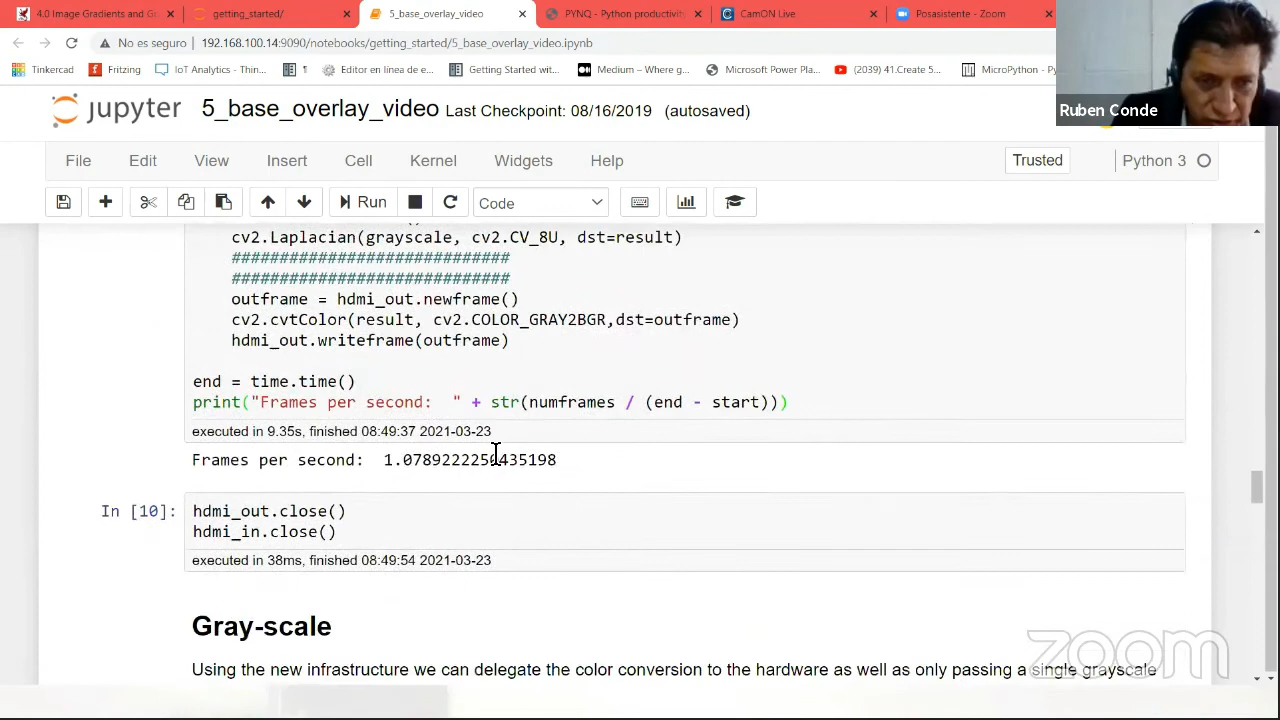 4.0 Image Gradients and Gr
getting_started/
5_base_overlay_video
PYNQ - Python productivity
CamON Live
Posasistente - Zoom
No es seguro | 192.168.100.14:9090/notebooks/getting_started/5_base_overlay_video.ipynb
Tinkercad
Fritzing
IoT Analytics - Thin...
Editor en línea de e...
Getting Started wit...
Medium – Where g...
Microsoft Power Pla...
(2039) 41.Create 5...
MicroPython - Py
Ruben Conde
jupyter 5_base_overlay_video Last Checkpoint: 08/16/2019 (autosaved)
File Edit View Insert Cell Kernel Widgets Help Trusted Python 3
Run Code
cv2.Laplacian(grayscale, cv2.CV_8U, dst=result)
###########################
###########################
outframe = hdmi_out.newframe()
cv2.cvtColor(result, cv2.COLOR_GRAY2BGR,dst=outframe)
hdmi_out.writeframe(outframe)
end = time.time()
print("Frames per second:  " + str(numframes / (end - start)))
executed in 9.35s, finished 08:49:37 2021-03-23
Frames per second:  1.0789222250435198
In [10]: hdmi_out.close()
hdmi_in.close()
executed in 38ms, finished 08:49:54 2021-03-23
Gray-scale
Using the new infrastructure we can delegate the color conversion to the hardware as well as only passing a single grayscale
zoom